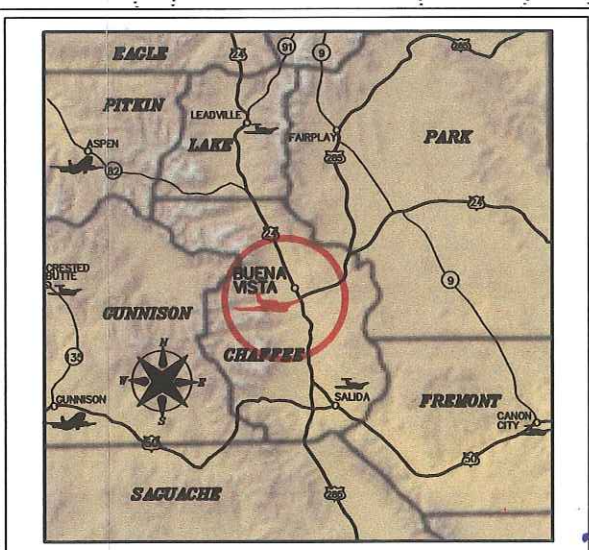 EAGLE
24
91
9
285
PITKIN
LEADVILLE
LAKE
FAIRPLAY
PARK
ASPEN
82
285
24
24
CRESTED
BUTTE
BUENA
VISTA
9
GUNNISON
135
N
CHAFFEE
W
E
S
SALIDA
FREMONT
GUNNISON
CANON
CITY
50
50
SAGUACHE
285